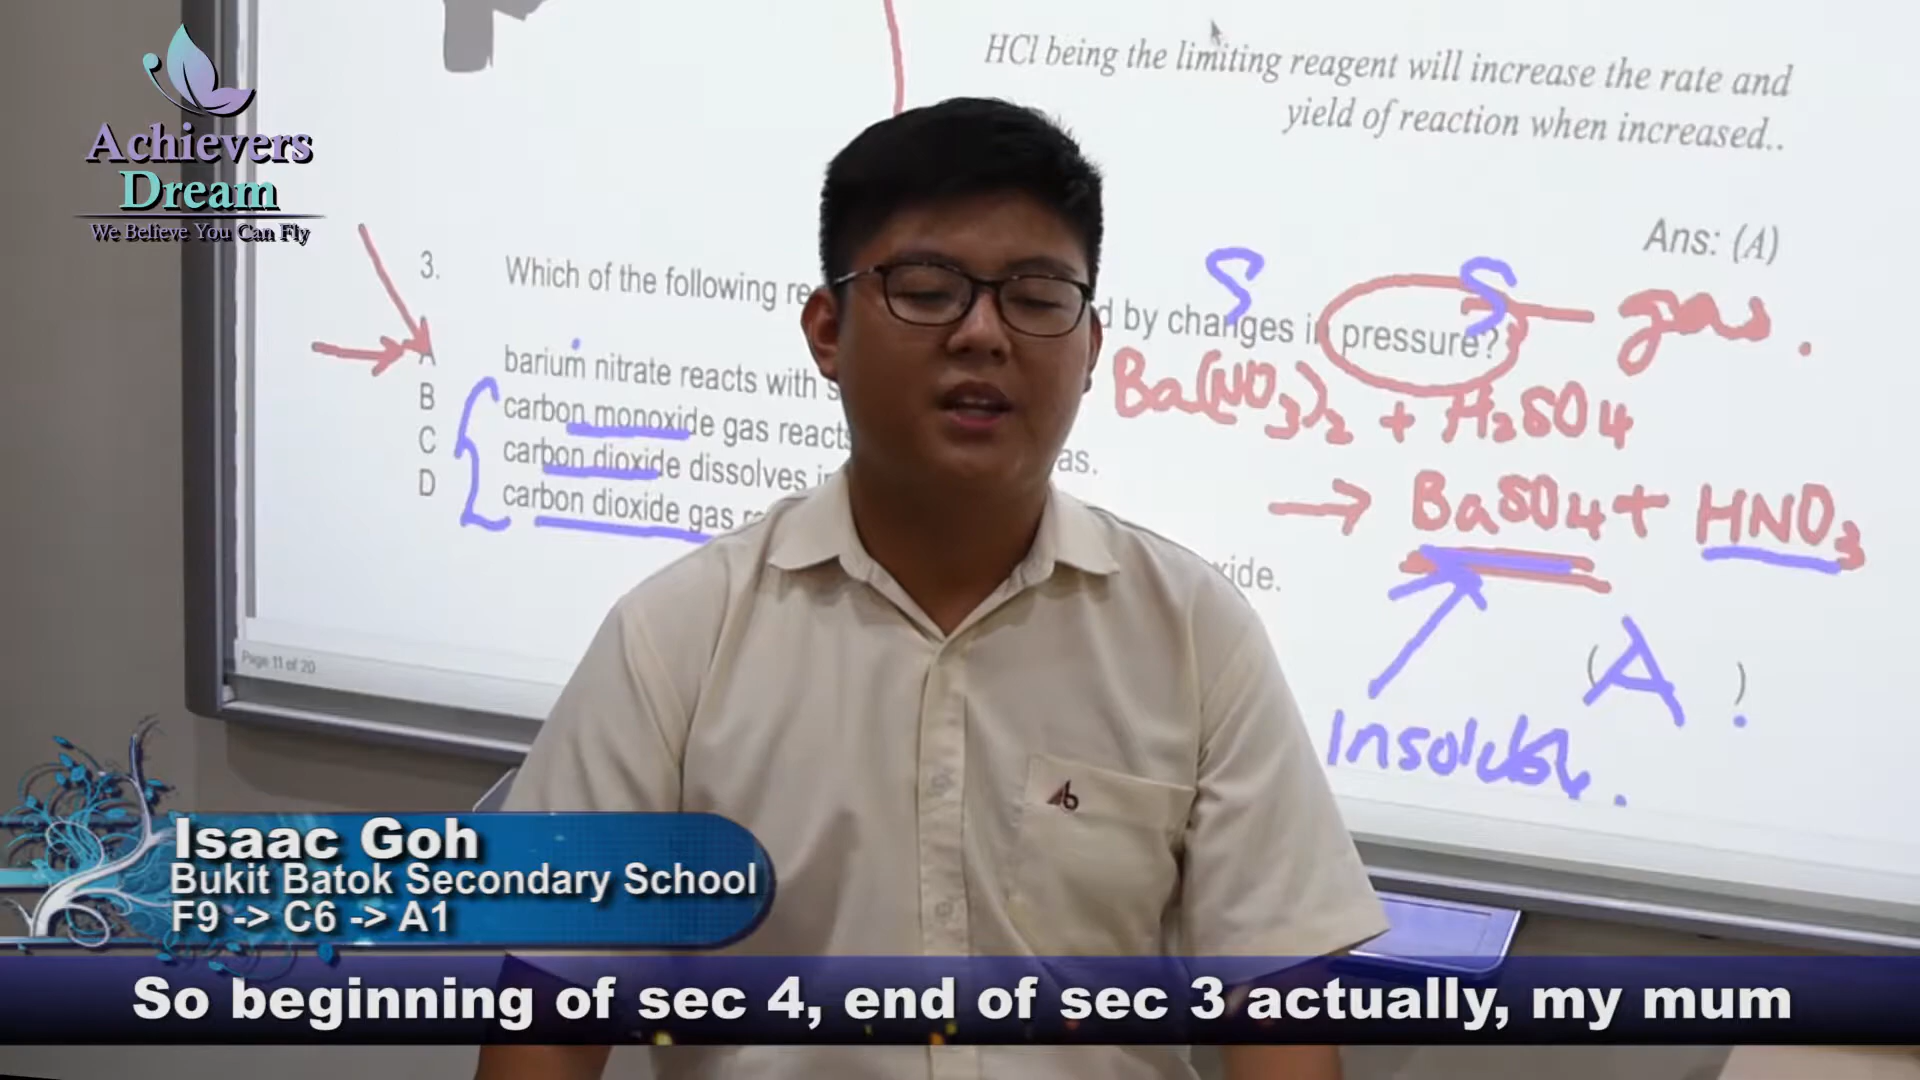 Achievers
Dream
We Believe You Can Fly
HCl being the limiting reagent will increase the rate and
yield of reaction when increased..
Ans: (A)
3. Which of the following re d by changes in pressure?
S S gas.
A barium nitrate reacts with s
B carbon monoxide gas reacts as.
C carbon dioxide dissolves i
D carbon dioxide gas r xide.
Ba(NO3)2 + H2SO4
→ BaSO4 + HNO3
(A)
Insoluble.
Page 11 of 20
Isaac Goh
Bukit Batok Secondary School
F9 -> C6 -> A1
So beginning of sec 4, end of sec 3 actually, my mum